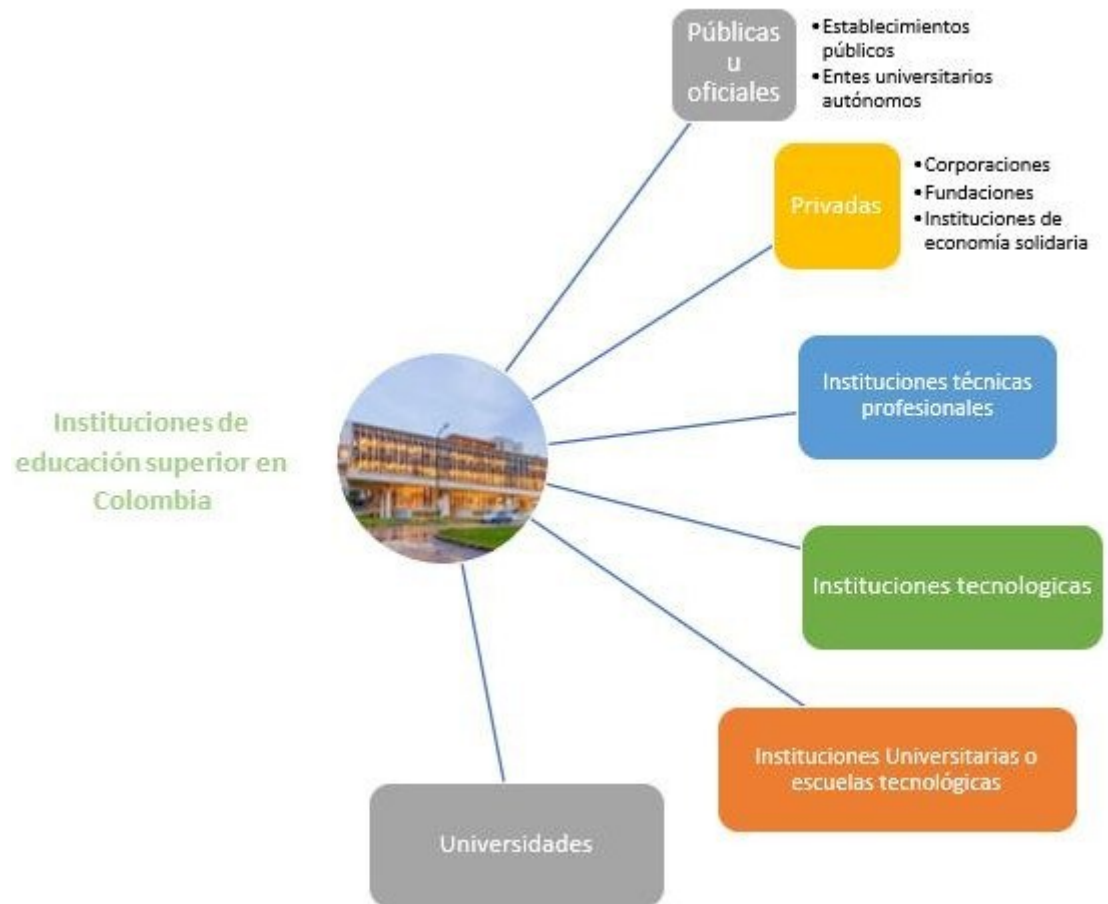 Públicas
u
oficiales
•Establecimientos
públicos
•Entes universitarios
autónomos
Privadas
•Corporaciones
•Fundaciones
•Instituciones de
economía solidaria
Instituciones técnicas
profesionales
Instituciones de
educación superior en
Colombia
Instituciones tecnologicas
Instituciones Universitarias o
escuelas tecnológicas
Universidades